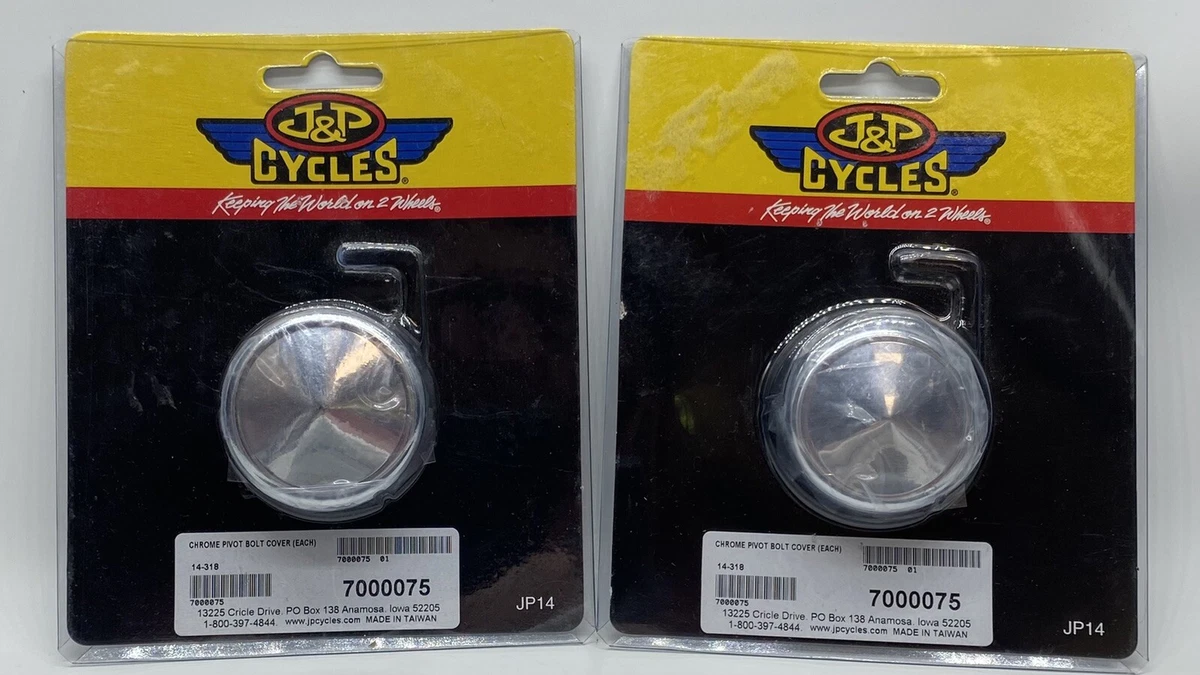 J&P
CYCLES®
Keeping The World on 2 Wheels®
CHROME PIVOT BOLT COVER (EACH)
7000075 01
14-318
7000075
7000075
13225 Cricle Drive. PO Box 138 Anamosa. Iowa 52205
1-800-397-4844. www.jpcycles.com MADE IN TAIWAN
JP14
J&P
CYCLES®
Keeping The World on 2 Wheels®
CHROME PIVOT BOLT COVER (EACH)
7000075 01
14-318
7000075
7000075
13225 Cricle Drive. PO Box 138 Anamosa. Iowa 52205
1-800-397-4844. www.jpcycles.com MADE IN TAIWAN
JP14